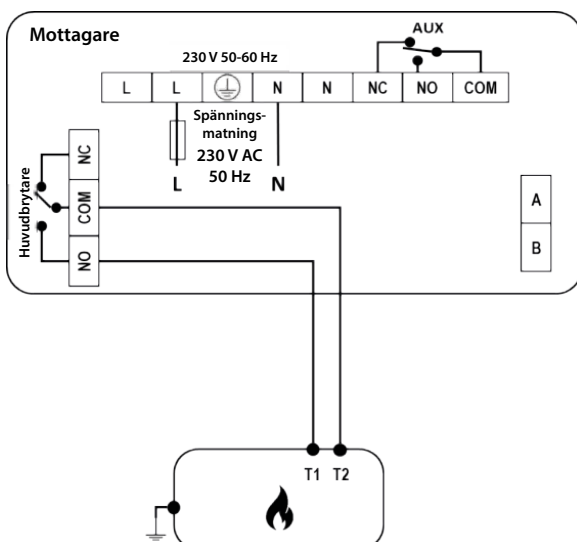 Mottagare
AUX
230 V 50-60 Hz
L L N N NC NO COM
Spännings-
matning
230 V AC
50 Hz
L N
Huvudbrytare
NC
COM
NO
A
B
T1 T2